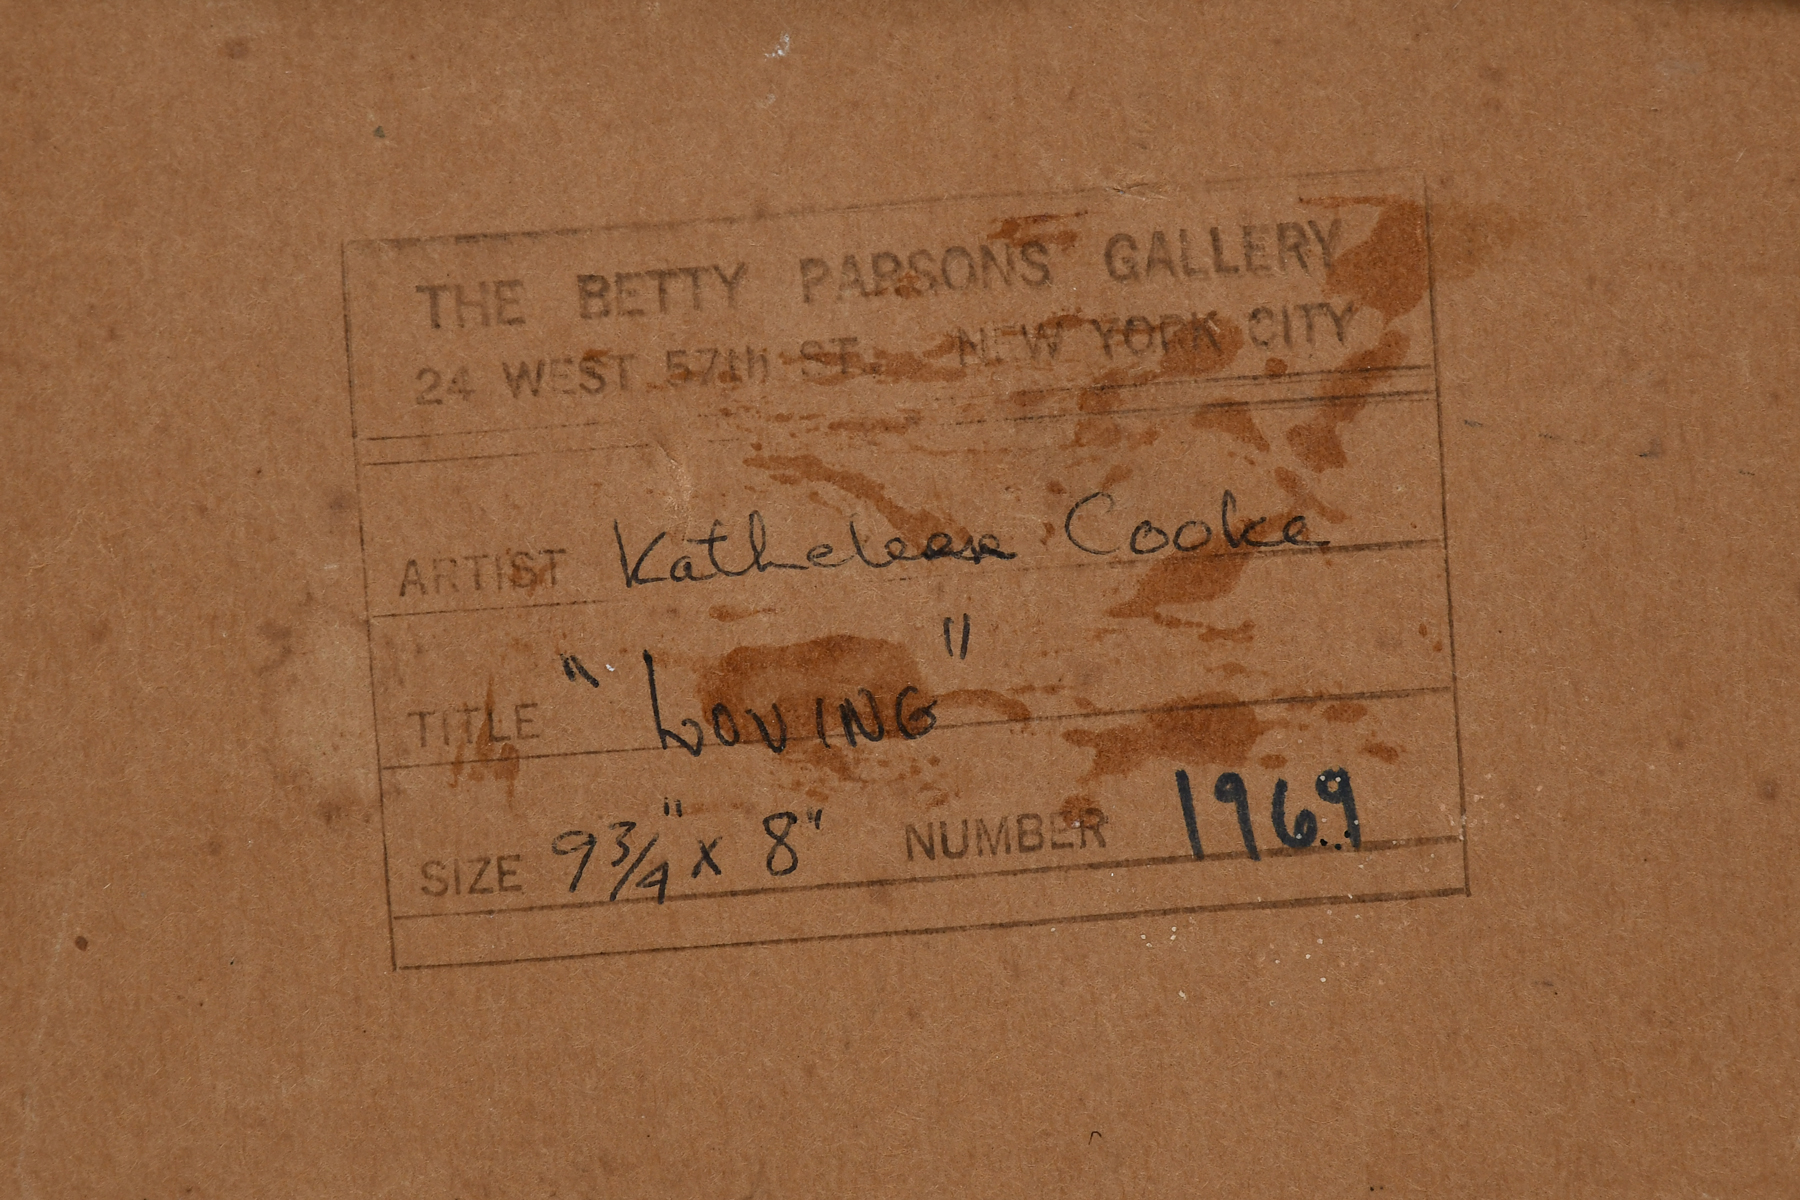 THE BETTY PARSONS GALLERY
24 WEST 57th ST. NEW YORK CITY
ARTIST Cooke
TITLE "LOVING"
SIZE 9 3/4" x 8" NUMBER 1969